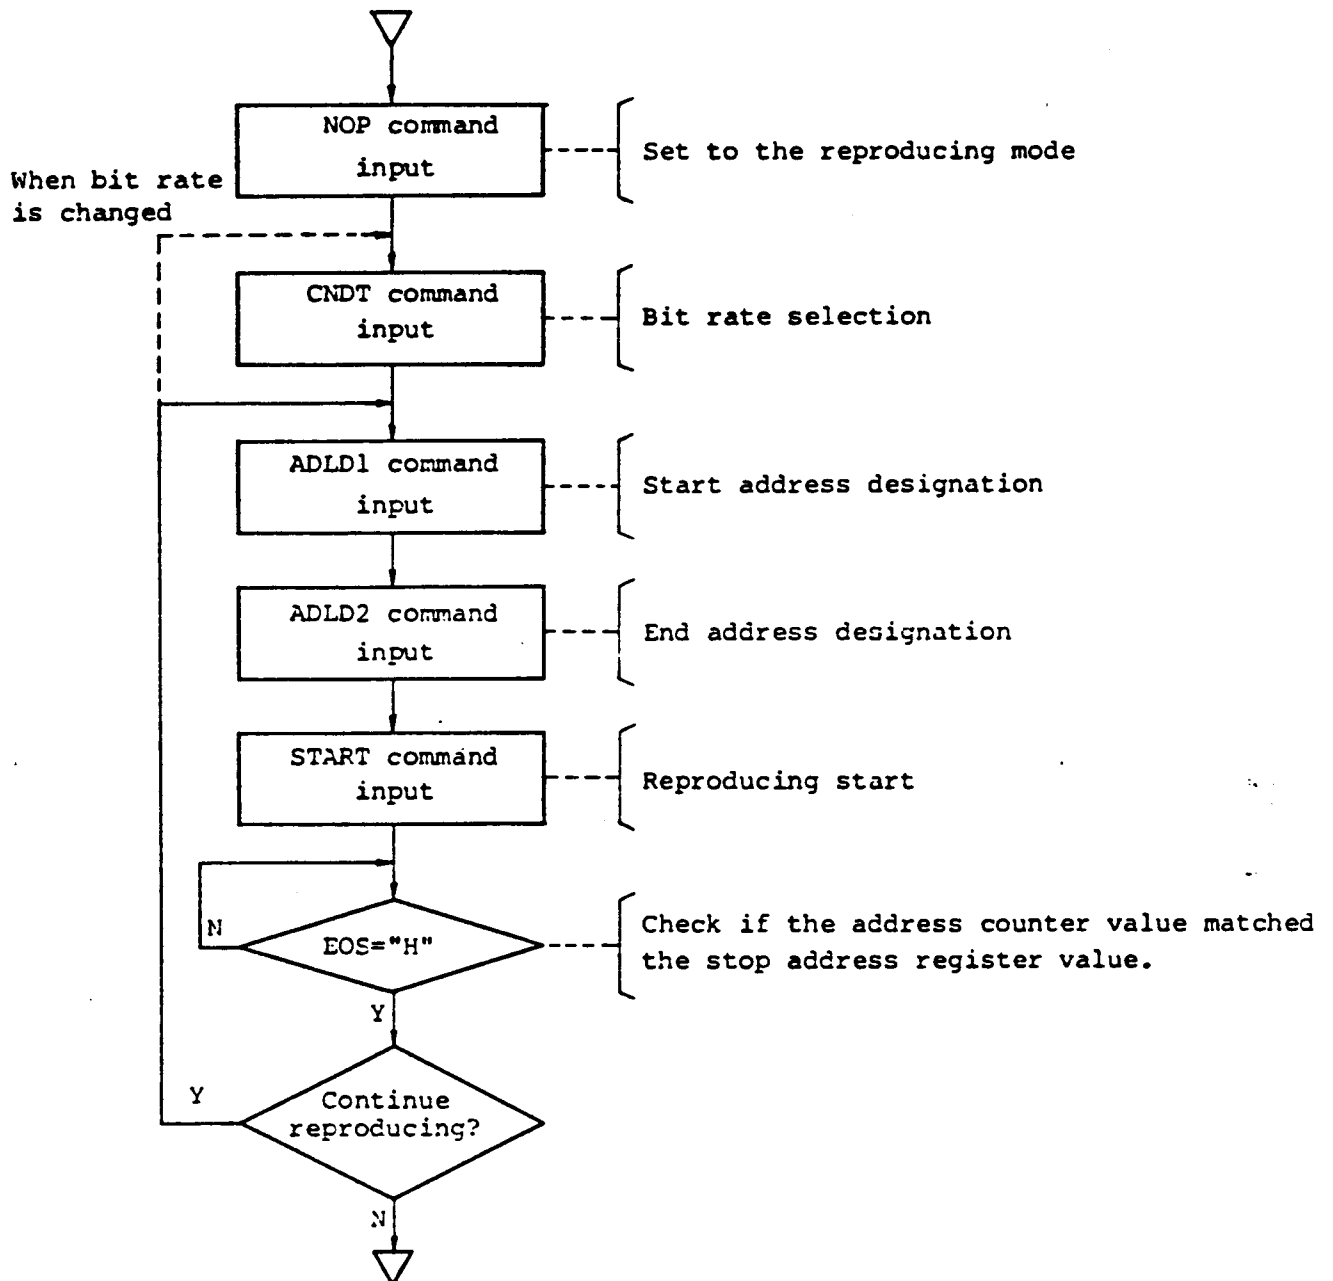 NOP command
input
Set to the reproducing mode
When bit rate
is changed
CNDT command
input
Bit rate selection
ADLD1 command
input
Start address designation
ADLD2 command
input
End address designation
START command
input
Reproducing start
N
EOS="H"
Check if the address counter value matched
the stop address register value.
Y
Y
Continue
reproducing?
N